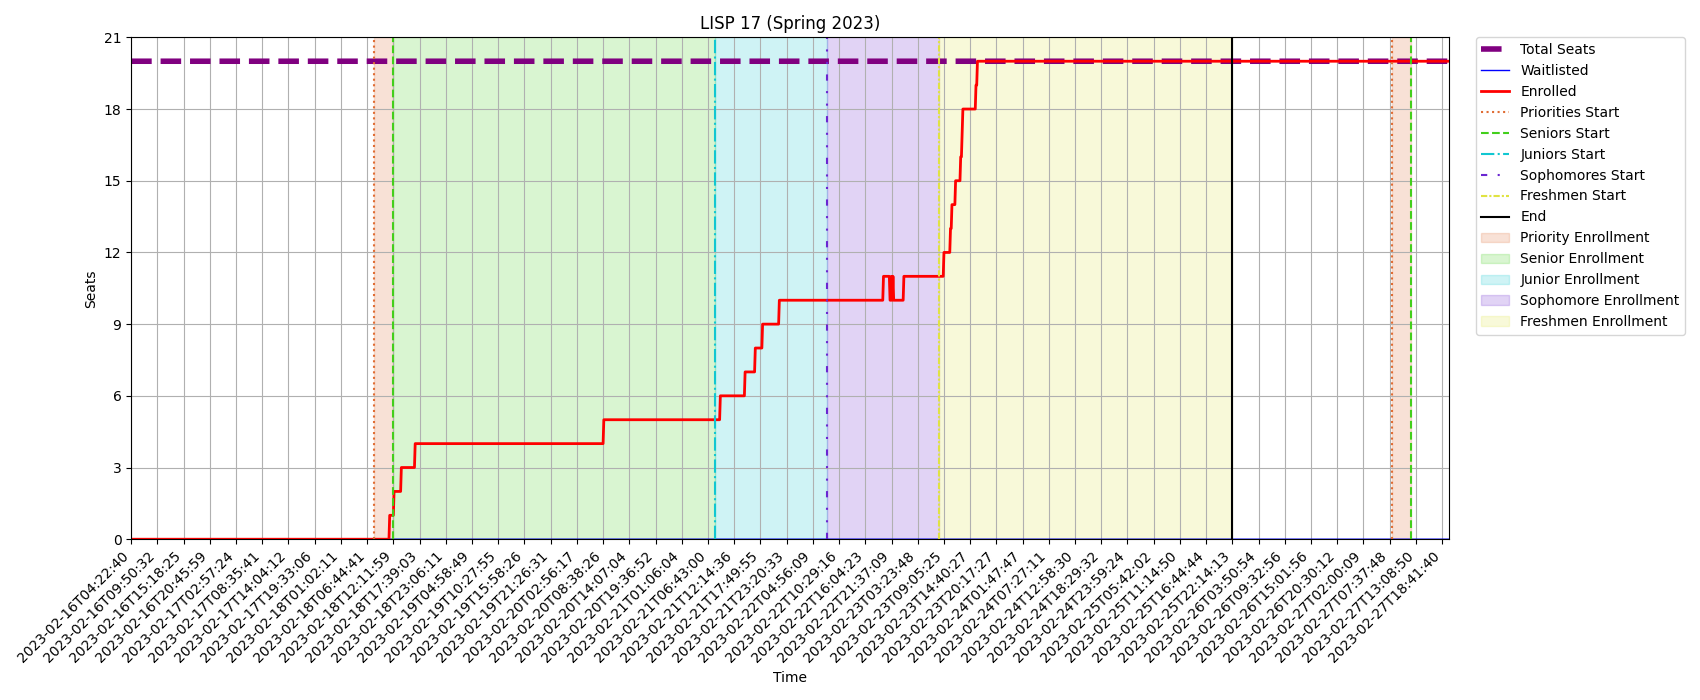 LISP 17 (Spring 2023)
21
18
15
12
9
6
3
0
Seats
2023-02-16T04:22:40
2023-02-16T09:50:32
2023-02-16T15:18:25
2023-02-16T20:45:59
2023-02-17T02:57:24
2023-02-17T08:35:41
2023-02-17T14:04:12
2023-02-17T19:33:06
2023-02-18T01:02:11
2023-02-18T06:44:41
2023-02-18T12:11:59
2023-02-18T17:39:03
2023-02-18T23:06:15
2023-02-19T04:58:49
2023-02-19T10:27:55
2023-02-19T15:58:26
2023-02-19T21:26:31
2023-02-20T02:56:17
2023-02-20T08:38:26
2023-02-20T14:07:04
2023-02-20T19:36:52
2023-02-21T01:06:04
2023-02-21T06:43:00
2023-02-21T12:14:36
2023-02-21T17:49:55
2023-02-21T23:20:33
2023-02-22T04:56:09
2023-02-22T10:29:16
2023-02-22T16:04:23
2023-02-22T21:37:09
2023-02-23T03:23:48
2023-02-23T09:05:25
2023-02-23T14:40:27
2023-02-23T20:17:27
2023-02-24T01:47:47
2023-02-24T07:27:11
2023-02-24T12:58:30
2023-02-24T18:29:32
2023-02-24T23:59:24
2023-02-25T05:42:02
2023-02-25T11:14:50
2023-02-25T16:44:44
2023-02-25T22:14:13
2023-02-26T03:50:54
2023-02-26T09:32:56
2023-02-26T15:01:56
2023-02-26T20:30:12
2023-02-27T02:00:09
2023-02-27T07:37:48
2023-02-27T13:08:50
2023-02-27T18:41:40
Time
Total Seats
Waitlisted
Enrolled
Priorities Start
Seniors Start
Juniors Start
Sophomores Start
Freshmen Start
End
Priority Enrollment
Senior Enrollment
Junior Enrollment
Sophomore Enrollment
Freshmen Enrollment